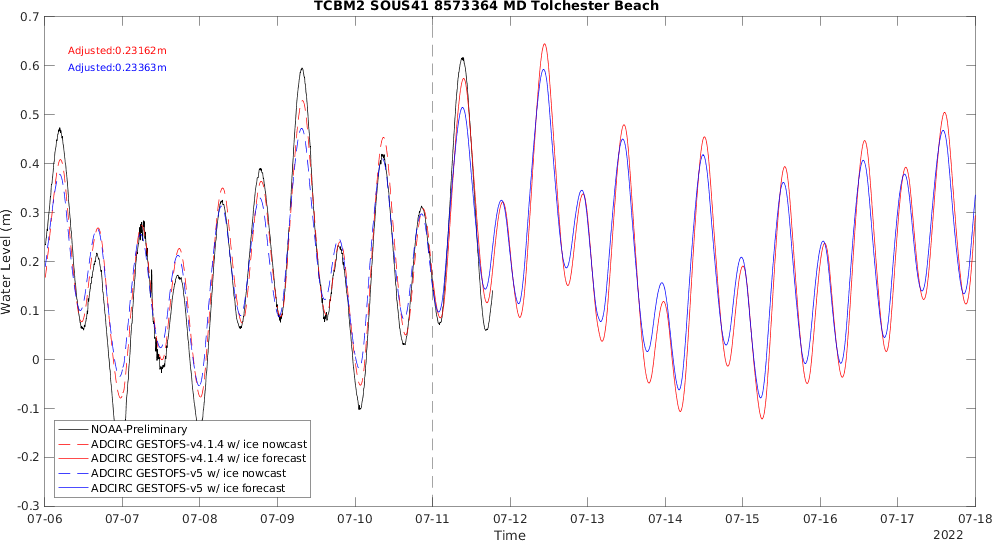 TCBM2 SOUS41 8573364 MD Tolchester Beach
0.7
0.6
0.5
0.4
0.3
0.2
0.1
0
-0.1
-0.2
-0.3
Water Level (m)
Adjusted:0.23162m
Adjusted:0.23363m
NOAA-Preliminary
ADCIRC GESTOFS-v4.1.4 w/ ice nowcast
ADCIRC GESTOFS-v4.1.4 w/ ice forecast
ADCIRC GESTOFS-v5 w/ ice nowcast
ADCIRC GESTOFS-v5 w/ ice forecast
07-06 07-07 07-08 07-09 07-10 07-11 07-12 07-13 07-14 07-15 07-16 07-17 07-18
Time
2022